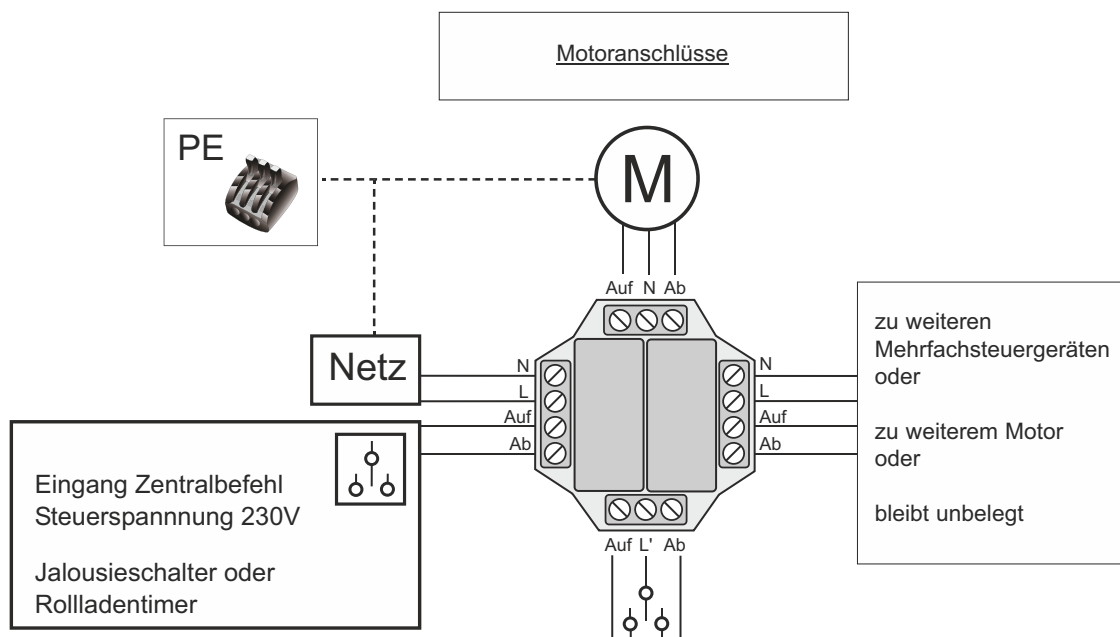 Motoranschlüsse
PE
M
Auf N Ab
Netz
N
L
Auf
Ab
N
L
Auf
Ab
zu weiteren
Mehrfachsteuergeräten
oder
zu weiterem Motor
oder
bleibt unbelegt
Eingang Zentralbefehl
Steuerspannnung 230V
Jalousieschalter oder
Rollladentimer
Auf L' Ab